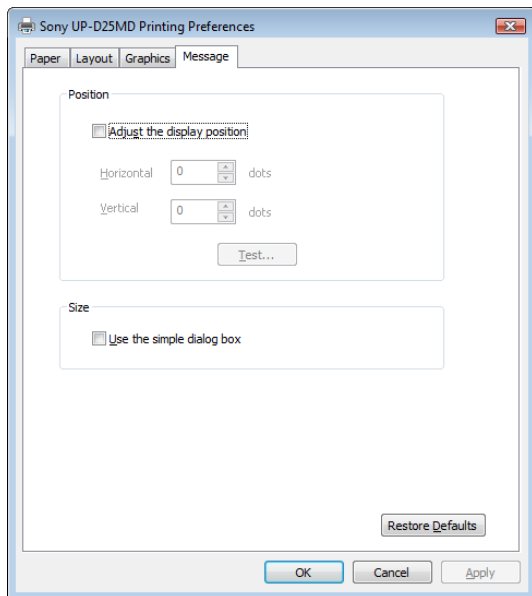 Sony UP-D25MD Printing Preferences
Paper Layout Graphics Message
Position
Adjust the display position
Horizontal 0 dots
Vertical 0 dots
Test...
Size
Use the simple dialog box
Restore Defaults
OK Cancel Apply